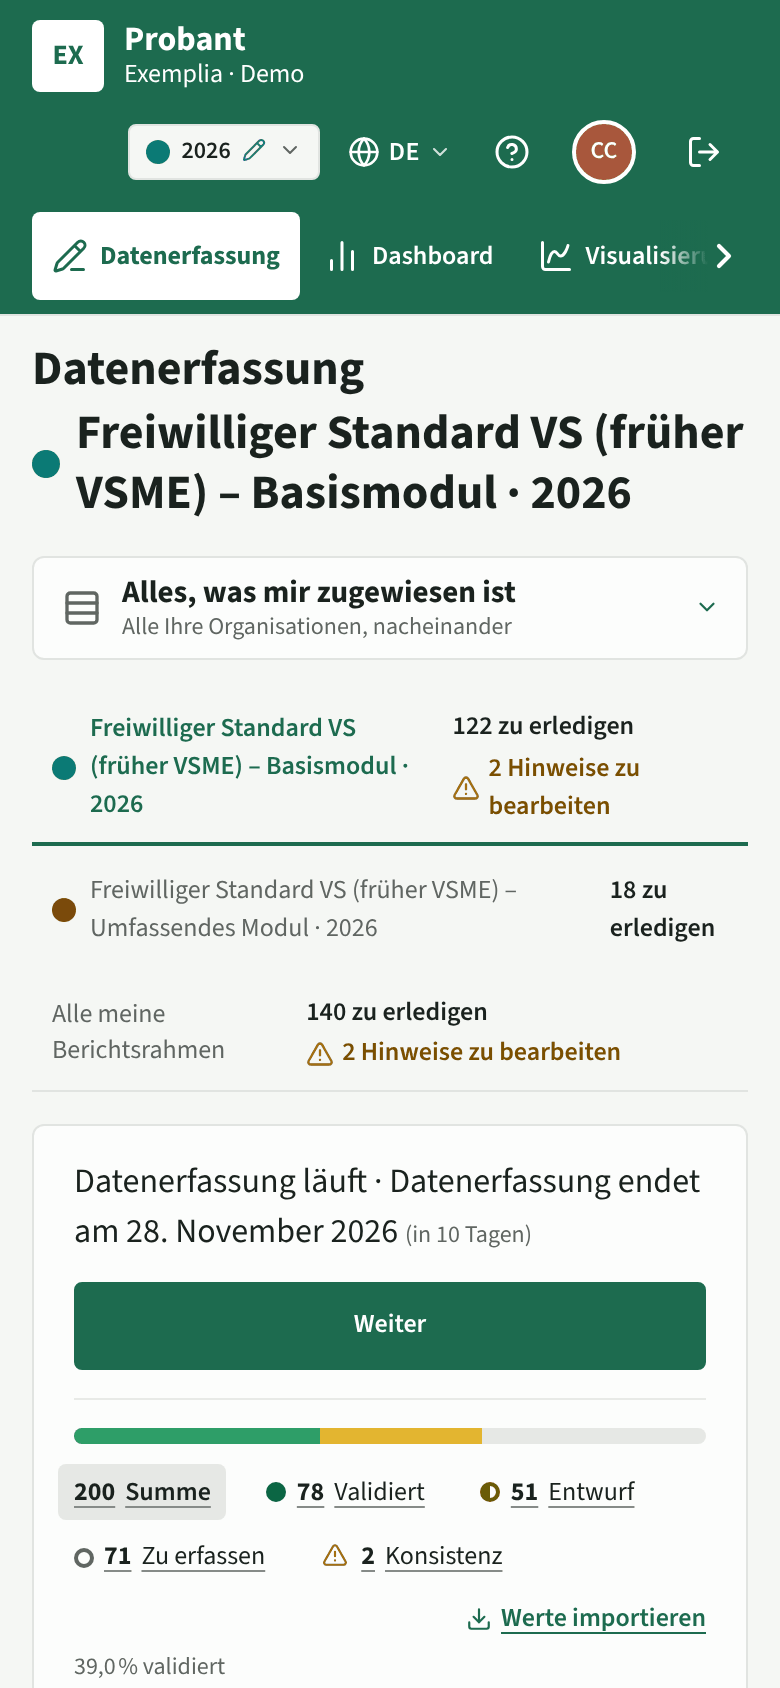 EX
Probant
Exemplia · Demo
2026
DE
CC
Datenerfassung
Dashboard
Visualisieru
Datenerfassung
Freiwilliger Standard VS (früher
VSME) – Basismodul · 2026
Alles, was mir zugewiesen ist
Alle Ihre Organisationen, nacheinander
Freiwilliger Standard VS
(früher VSME) – Basismodul ·
2026
122 zu erledigen
2 Hinweise zu
bearbeiten
Freiwilliger Standard VS (früher VSME) –
Umfassendes Modul · 2026
18 zu
erledigen
Alle meine
Berichtsrahmen
140 zu erledigen
2 Hinweise zu bearbeiten
Datenerfassung läuft · Datenerfassung endet
am 28. November 2026 (in 10 Tagen)
Weiter
200 Summe
78 Validiert
51 Entwurf
71 Zu erfassen
2 Konsistenz
Werte importieren
39,0 % validiert